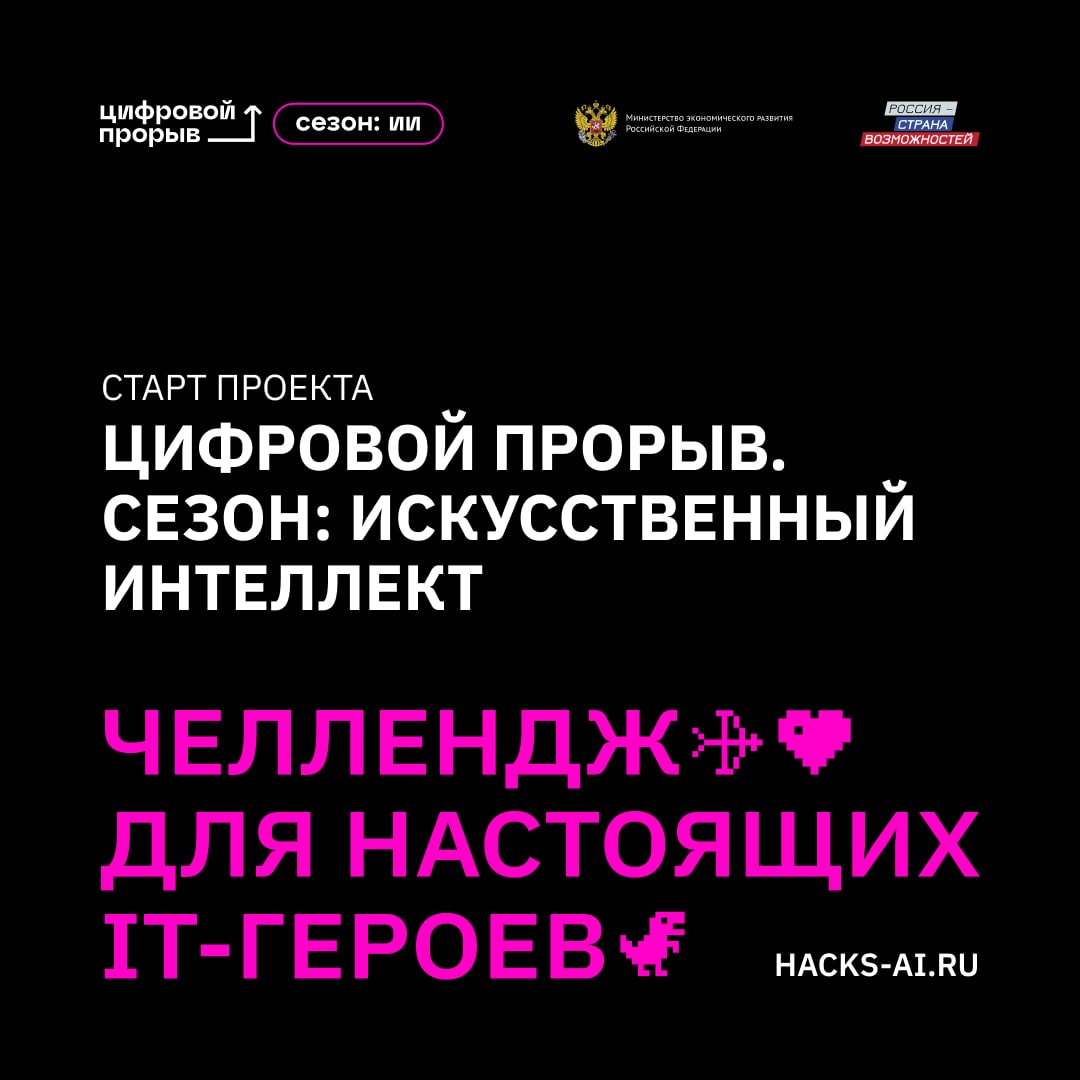 цифровой
прорыв
сезон: ии
Министерство экономического развития
Российской Федерации
РОССИЯ –
СТРАНА
ВОЗМОЖНОСТЕЙ
СТАРТ ПРОЕКТА
ЦИФРОВОЙ ПРОРЫВ.
СЕЗОН: ИСКУССТВЕННЫЙ
ИНТЕЛЛЕКТ
ЧЕЛЛЕНДЖ
ДЛЯ НАСТОЯЩИХ
IT-ГЕРОЕВ
HACKS-AI.RU